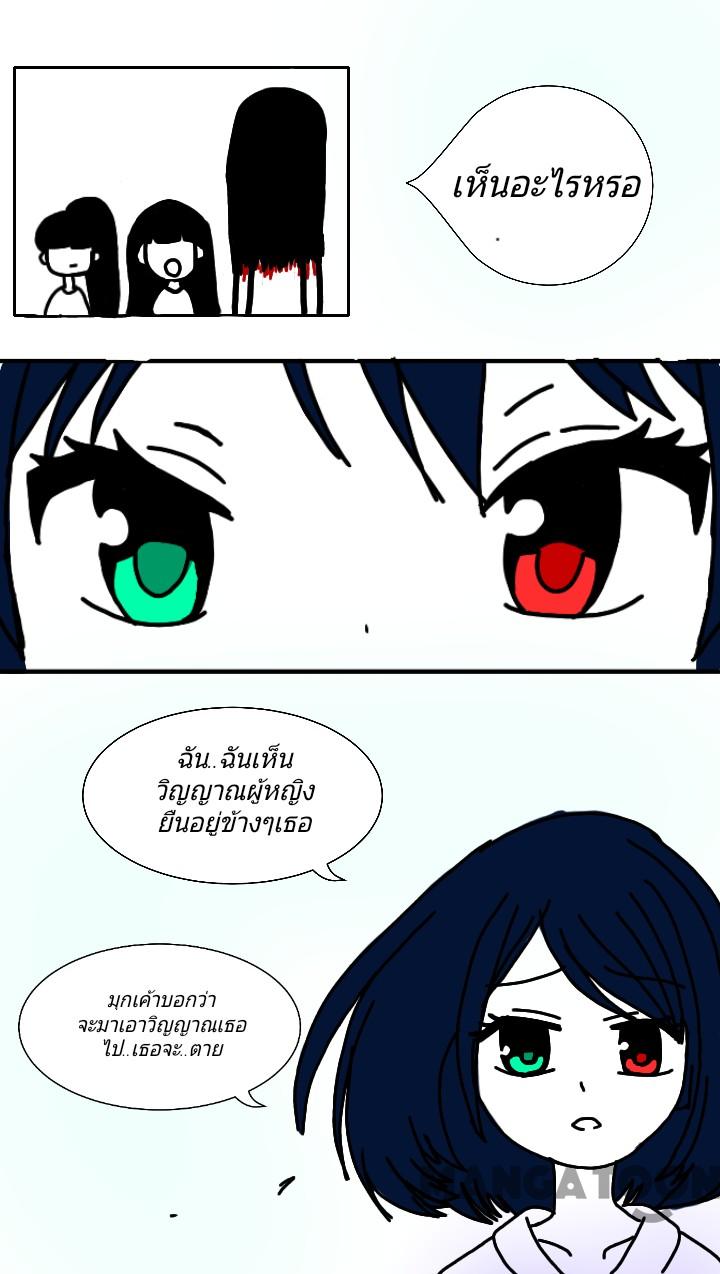 เห็นอะไรหรอ
ฉัน..ฉันเห็น
วิญญาณผู้หญิง
ยืนอยู่ข้างๆเธอ
มุกเค้าบอกว่า
จะมาเอาวิญญาณเธอ
ไป..เธอจะ..ตาย
MANGATOON